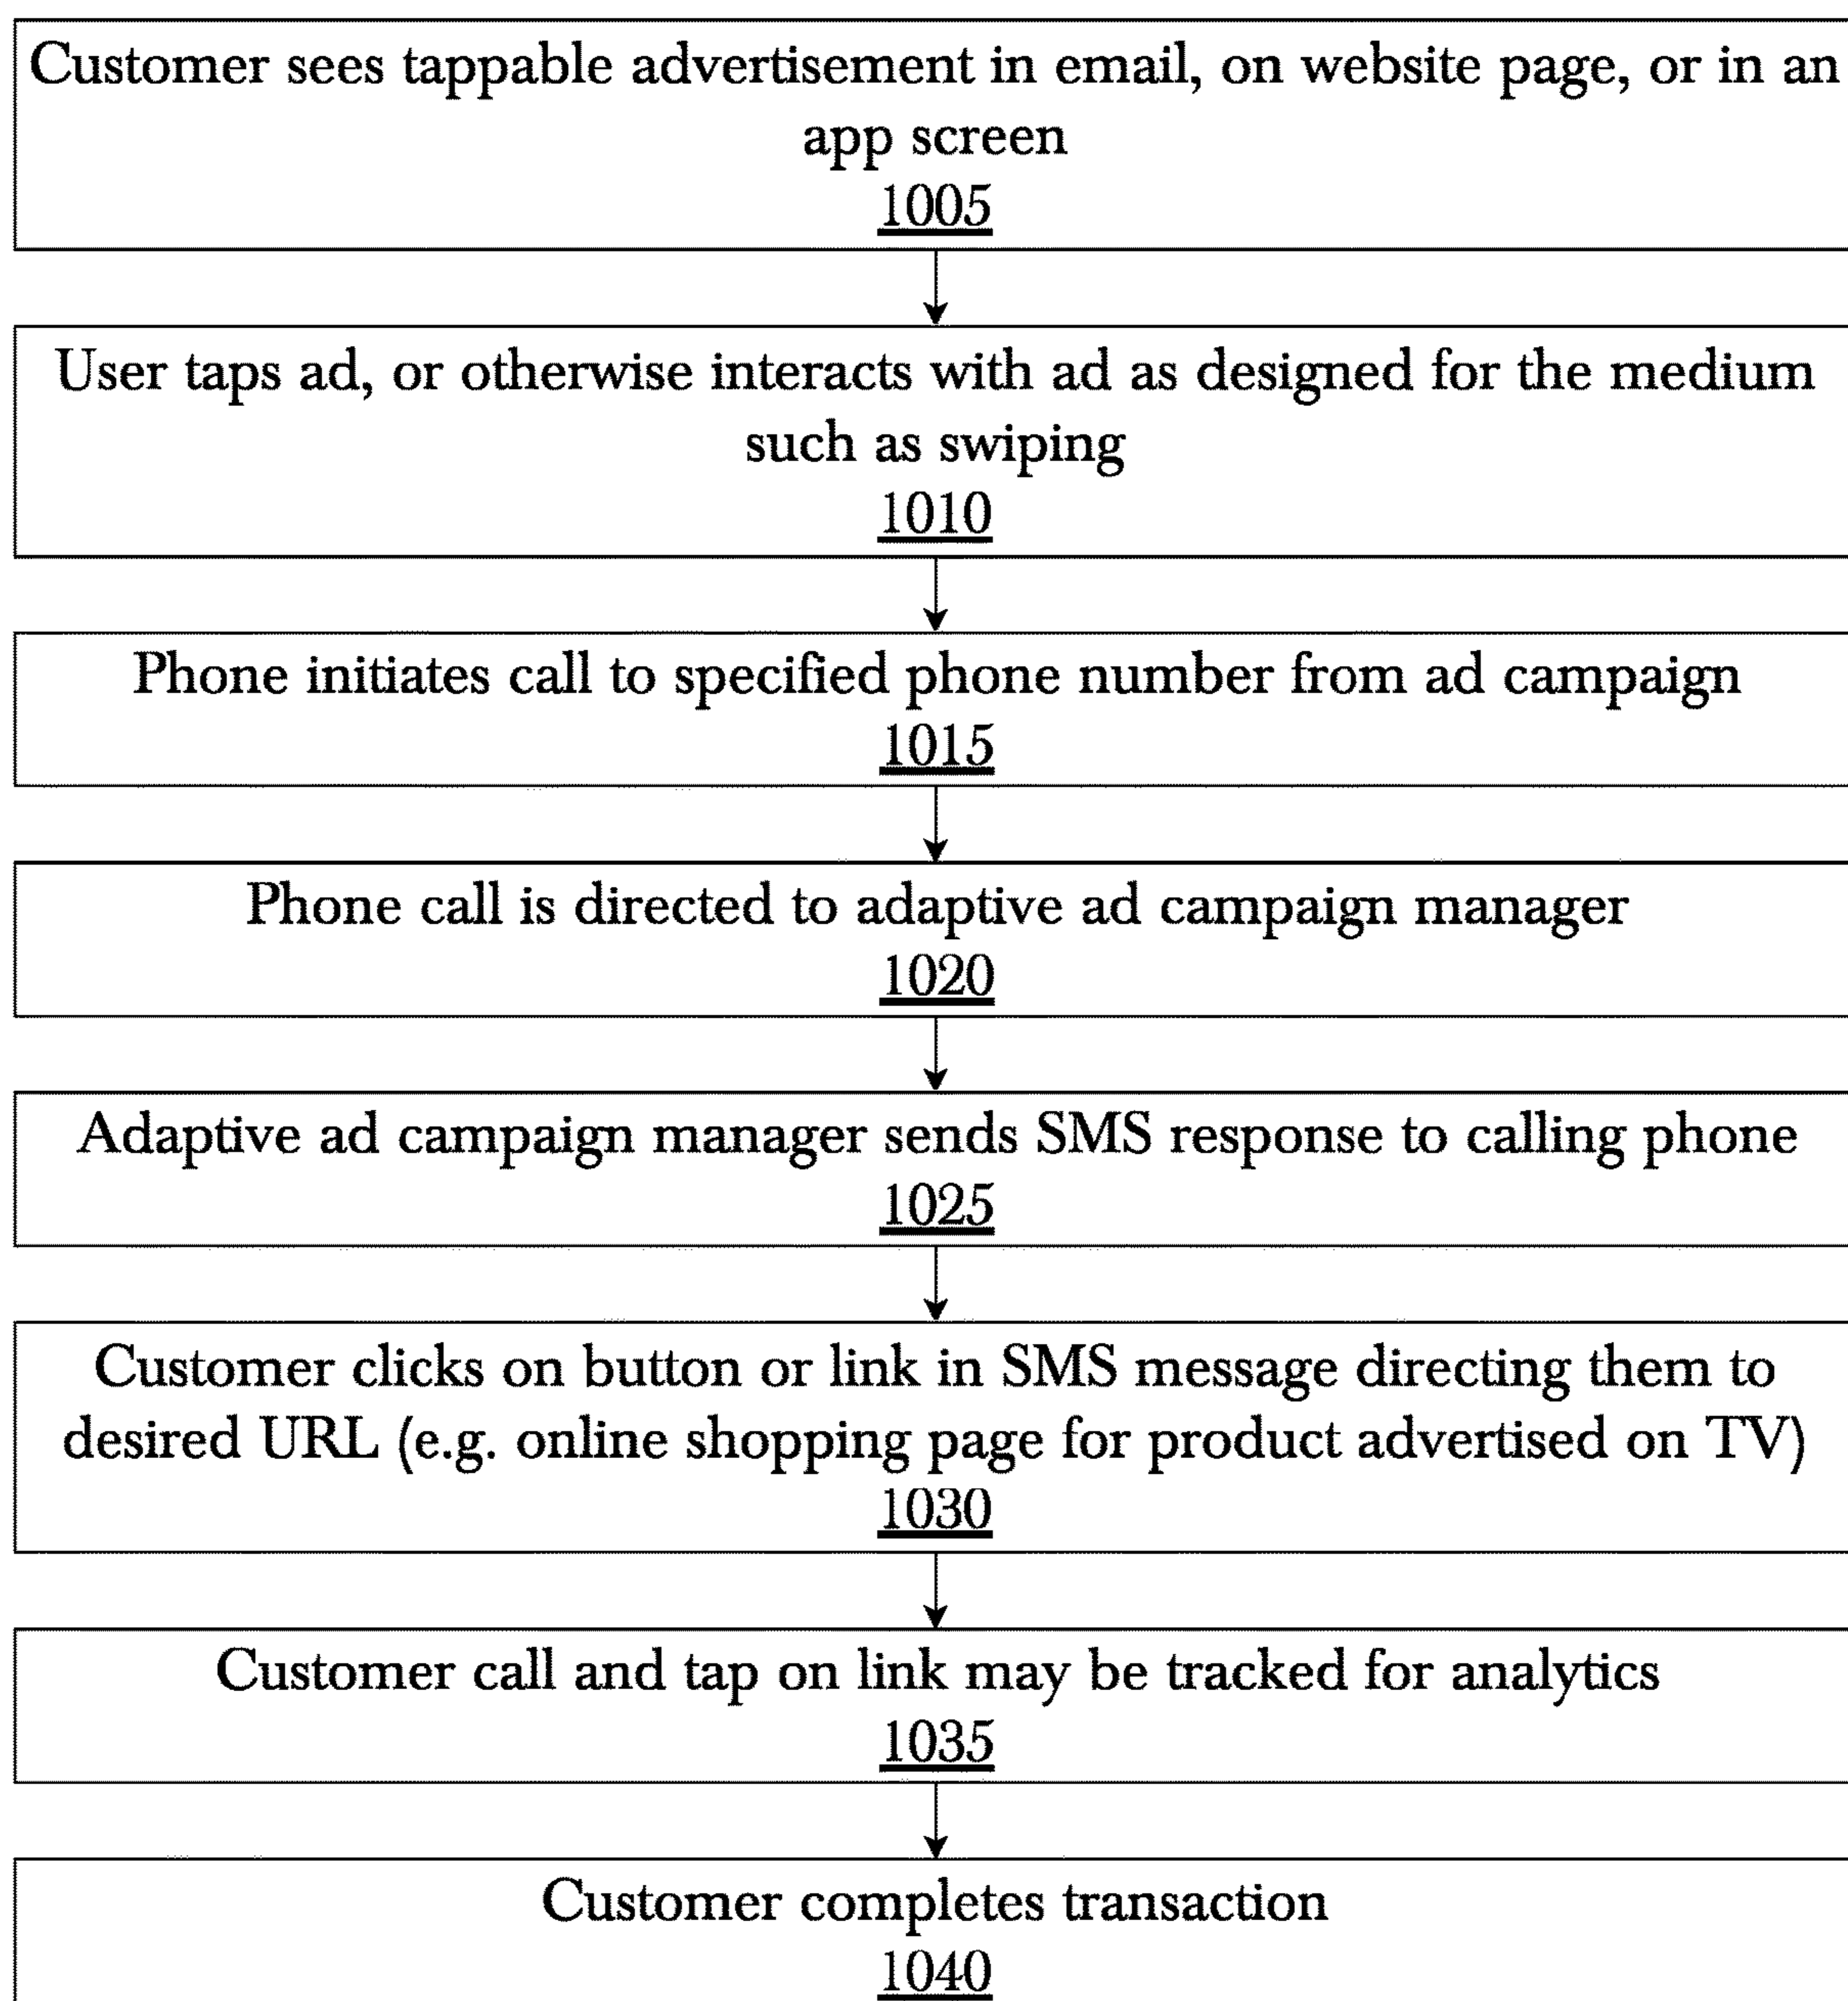 Customer sees tappable advertisement in email, on website page, or in an
app screen
1005
User taps ad, or otherwise interacts with ad as designed for the medium
such as swiping
1010
Phone initiates call to specified phone number from ad campaign
1015
Phone call is directed to adaptive ad campaign manager
1020
Adaptive ad campaign manager sends SMS response to calling phone
1025
Customer clicks on button or link in SMS message directing them to
desired URL (e.g. online shopping page for product advertised on TV)
1030
Customer call and tap on link may be tracked for analytics
1035
Customer completes transaction
1040